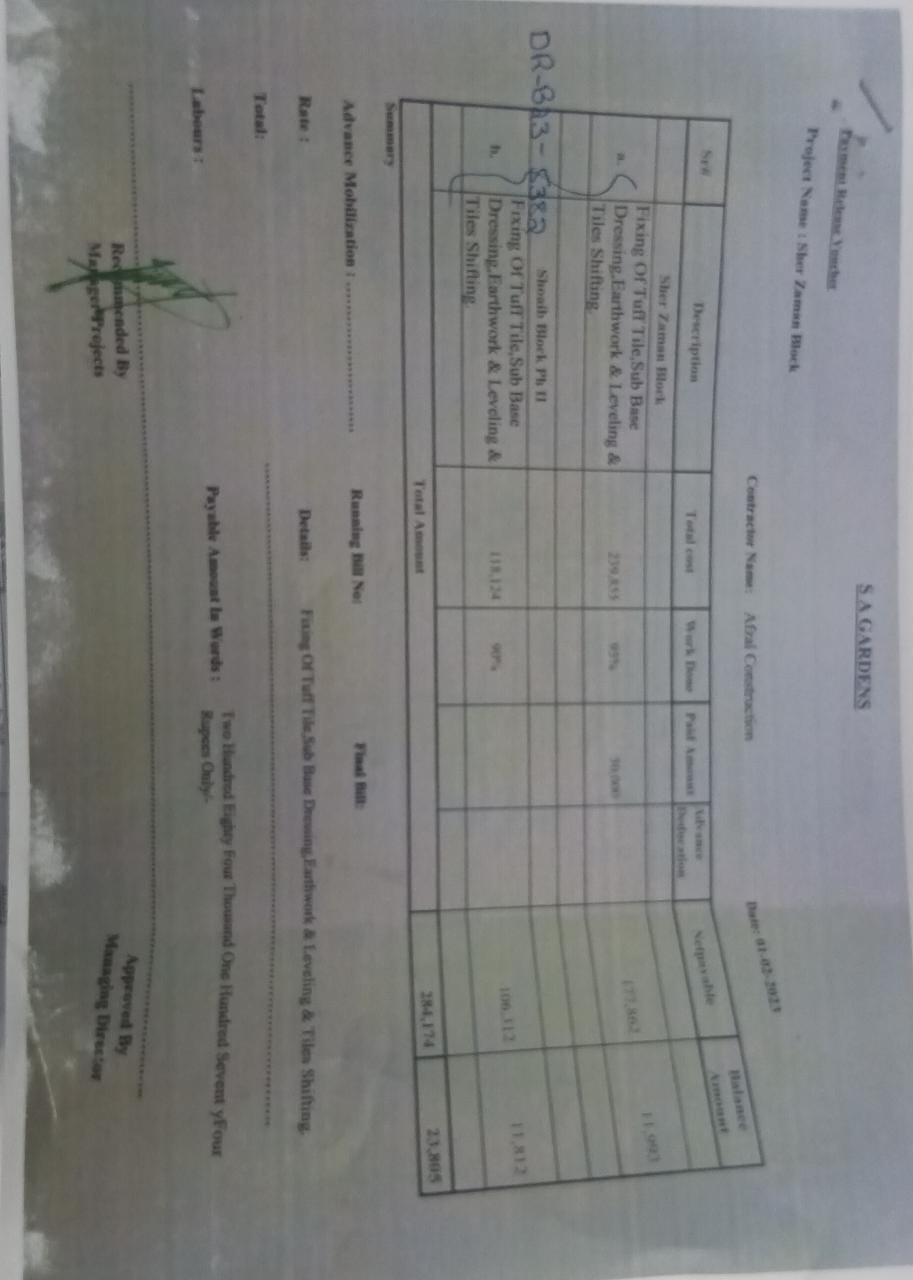 S A GARDENS
Payment Release Voucher
Project Name : Sher Zaman Block
Contractor Name: Afzal Construction
Date: 01-02-2023
Sr# Description Total cost Work Done Paid Amount Advance Deducation Netpayable Balance Amount
Sher Zaman Block
a. Fixing Of Tuff Tile,Sub Base Dressing,Earthwork & Leveling & Tiles Shifting. 239,855 95% 50,000 177,862 11,993
Shoaib Block Ph II
b. Fixing Of Tuff Tile,Sub Base Dressing,Earthwork & Leveling & Tiles Shifting. 118,124 90% 106,312 11,812
Total Amount 284,174 23,805
Summary
Advance Mobilization : .................... Running Bill No: Final Bill:
Rate : Details: Fixing Of Tuff Tile,Sub Base Dressing,Earthwork & Leveling & Tiles Shifting.
Total:
Labours : Payable Amount In Words : Two Hundred Eighty Four Thousand One Hundred Sevent yFour
Rupees Only-
Recommended By
Manager Projects
Approved By
Managing Director